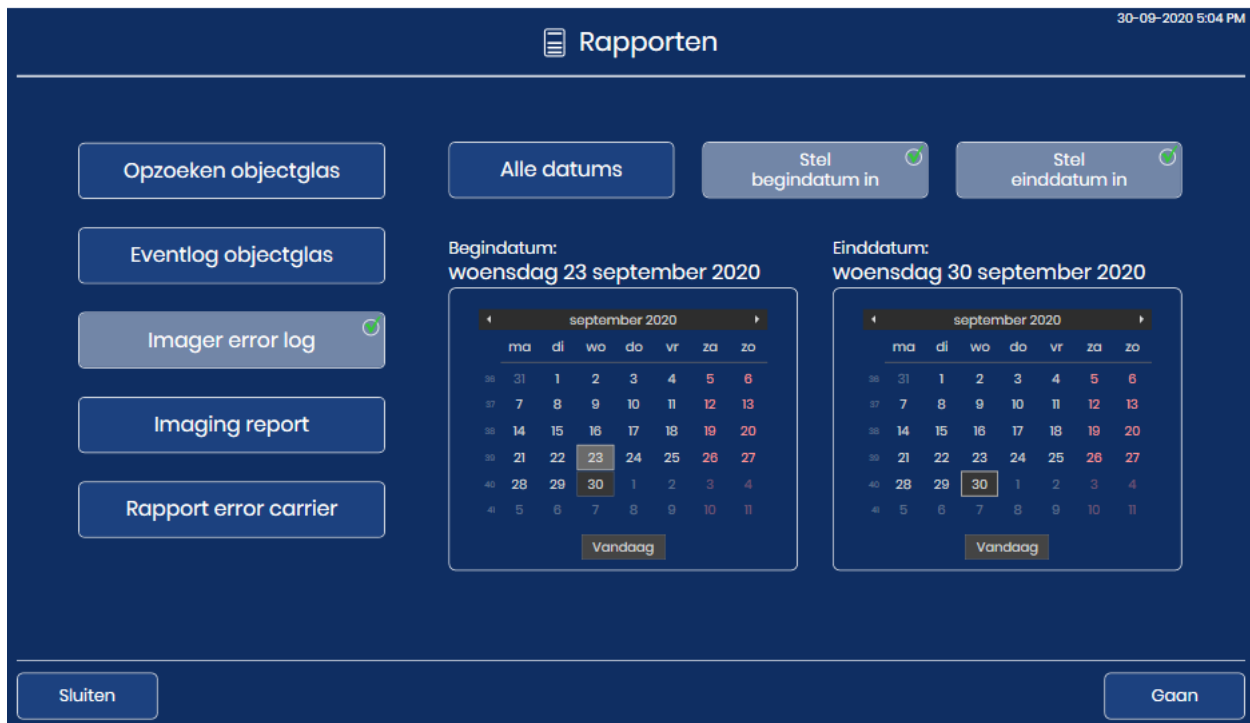 30-09-2020 5:04 PM
Rapporten
Opzoeken objectglas
Eventlog objectglas
Imager error log
Imaging report
Rapport error carrier
Alle datums
Stel
begindatum in
Stel
einddatum in
Begindatum:
woensdag 23 september 2020
september 2020
ma di wo do vr za zo
36 31 1 2 3 4 5 6
37 7 8 9 10 11 12 13
38 14 15 16 17 18 19 20
39 21 22 23 24 25 26 27
40 28 29 30 1 2 3 4
41 5 6 7 8 9 10 11
Vandaag
Einddatum:
woensdag 30 september 2020
september 2020
ma di wo do vr za zo
36 31 1 2 3 4 5 6
37 7 8 9 10 11 12 13
38 14 15 16 17 18 19 20
39 21 22 23 24 25 26 27
40 28 29 30 1 2 3 4
41 5 6 7 8 9 10 11
Vandaag
Sluiten
Gaan